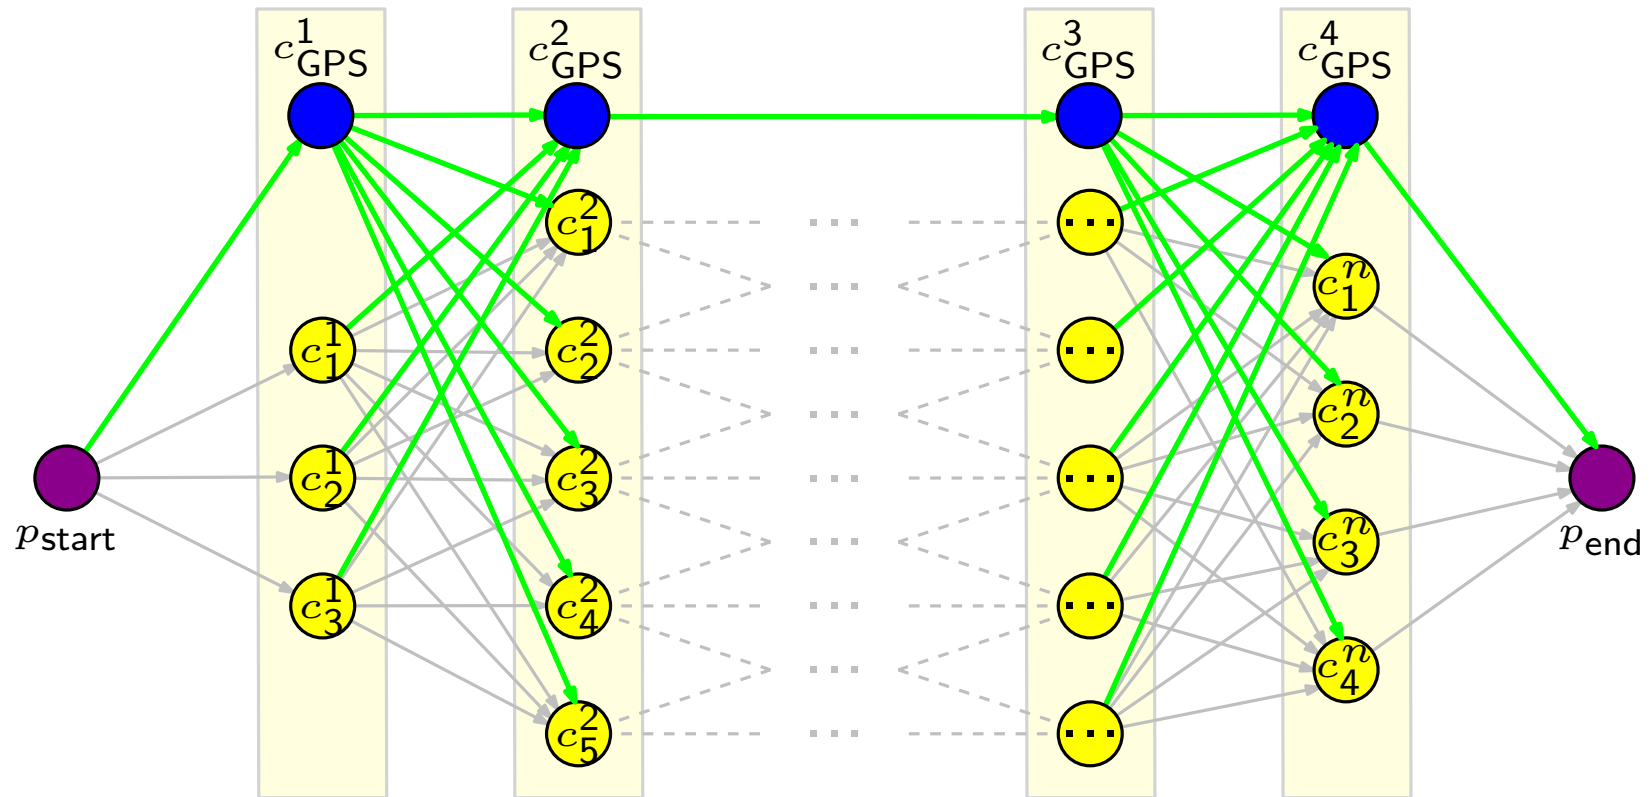 c^1_GPS c^2_GPS c^3_GPS c^4_GPS
c^2_1 ... ...
... c^n_1
c^1_1 c^2_2 ... ...
... c^n_2
c^1_2 c^2_3 ... ...
p_start ... c^n_3 p_end
c^1_3 c^2_4 ... ...
... c^n_4
c^2_5 ... ...